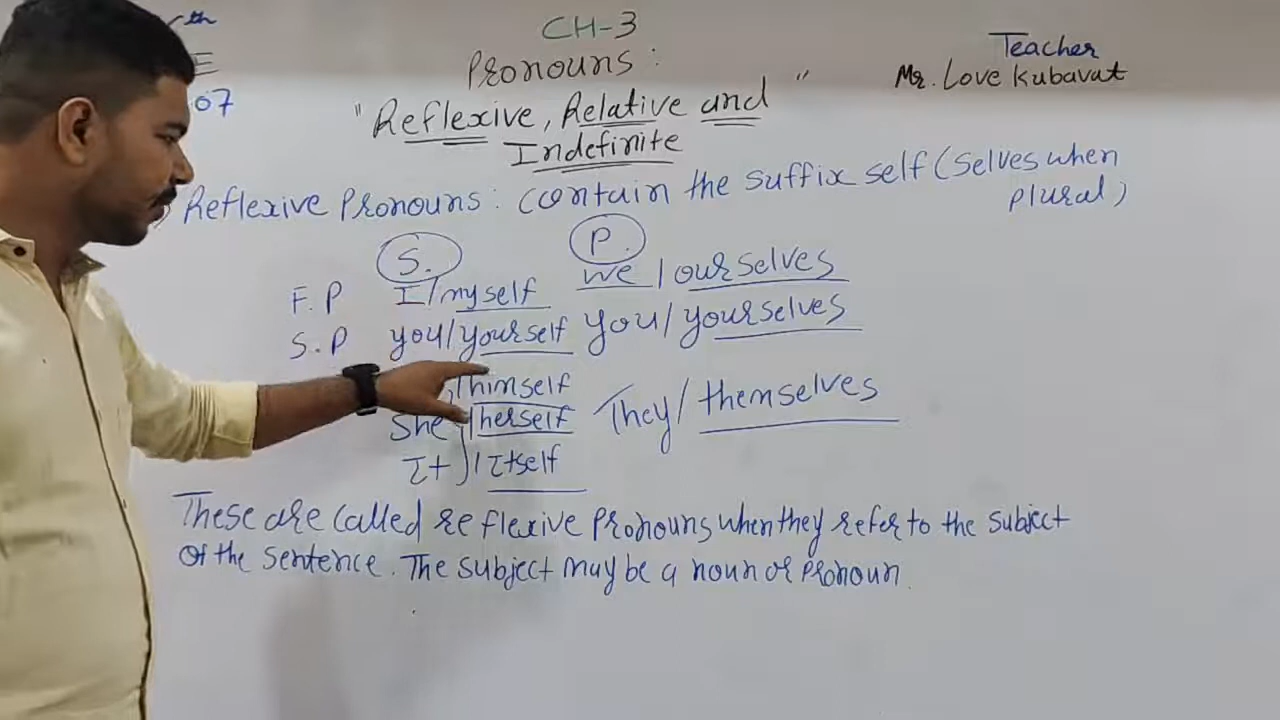 th
CH-3
Pronouns:
Teacher
E
Mr. Love Kubavat
07
"Reflexive, Relative and
Indefinite"
Reflexive Pronouns: contain the suffix self (selves when
plural)
S. P.
F.P I/myself we/ourselves
S.P you/yourself you/yourselves
/himself
She /herself They/themselves
It /Itself
These are called reflexive pronouns when they refer to the subject
of the sentence. The subject may be a noun or pronoun.